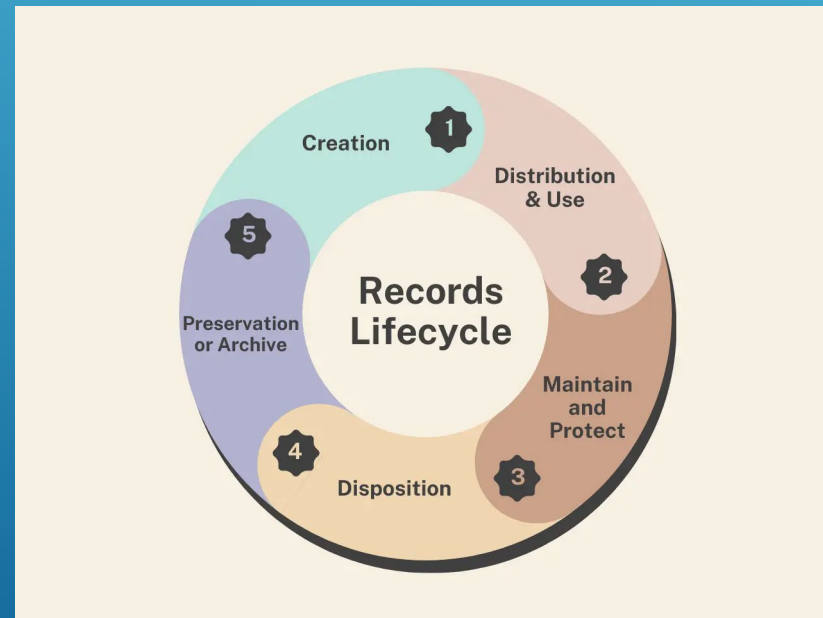 Records
Lifecycle
1
Creation
2
Distribution
& Use
3
Maintain
and
Protect
4
Disposition
5
Preservation
or Archive